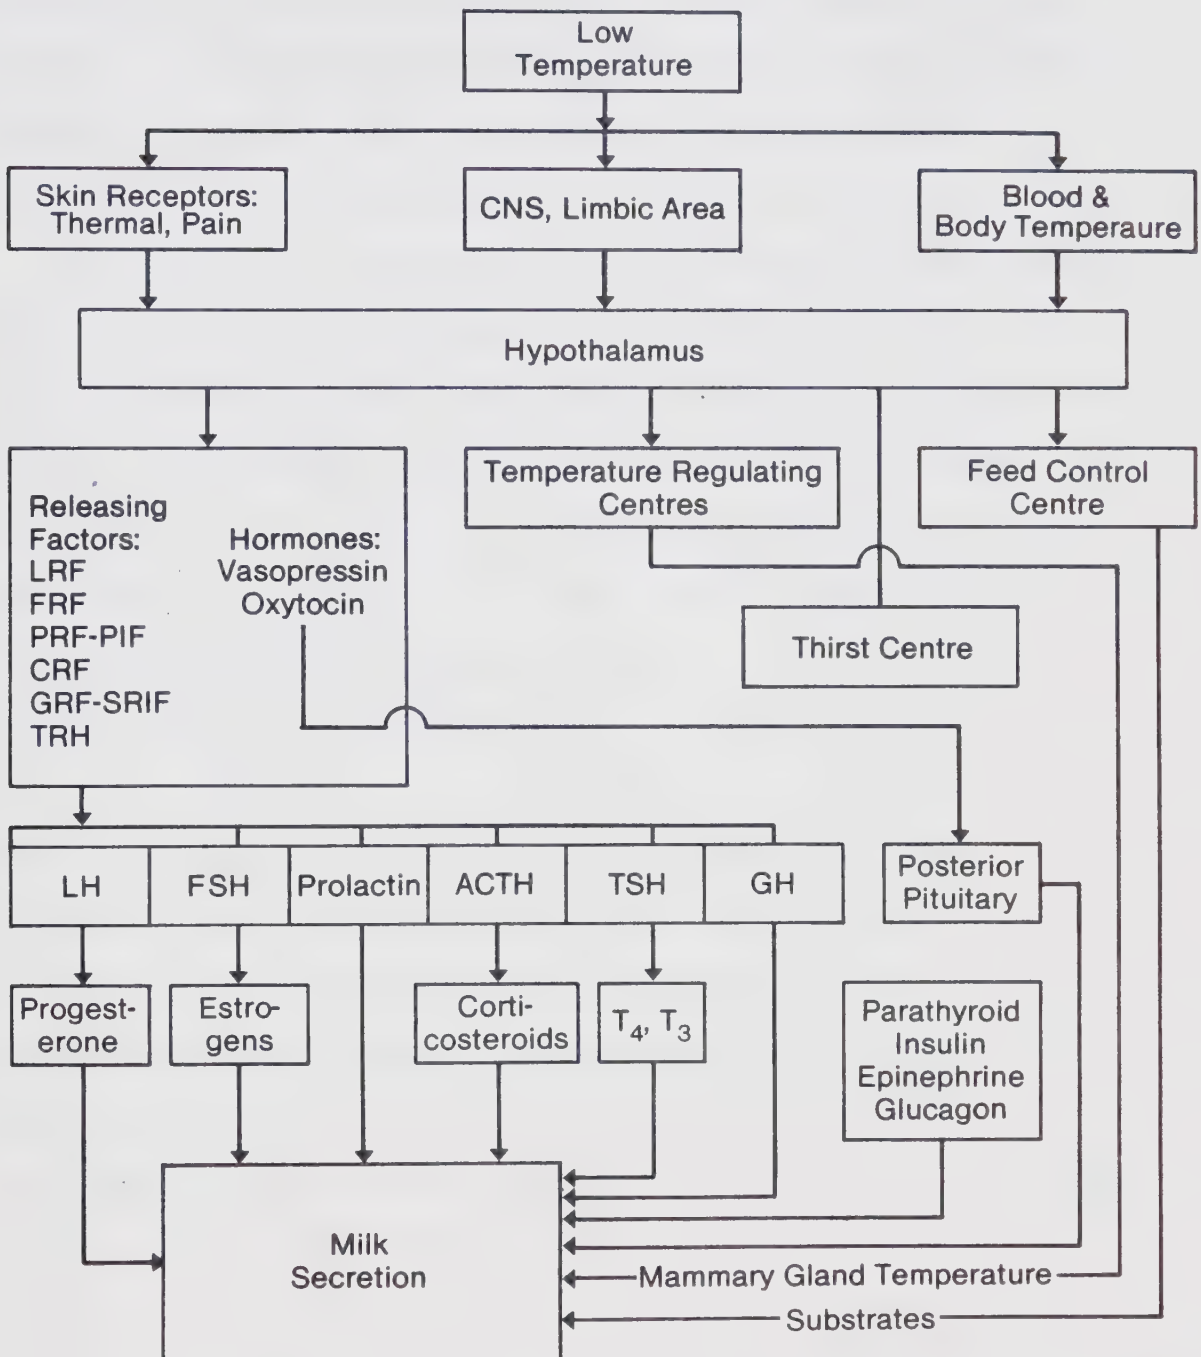 Low
Temperature
Skin Receptors:
Thermal, Pain
CNS, Limbic Area
Blood &
Body Temperaure
Hypothalamus
Releasing
Factors:
LRF
FRF
PRF-PIF
CRF
GRF-SRIF
TRH
Hormones:
Vasopressin
Oxytocin
Temperature Regulating
Centres
Feed Control
Centre
Thirst Centre
LH
FSH
Prolactin
ACTH
TSH
GH
Posterior
Pituitary
Progest-
erone
Estro-
gens
Corti-
costeroids
T₄, T₃
Parathyroid
Insulin
Epinephrine
Glucagon
Milk
Secretion
Mammary Gland Temperature
Substrates